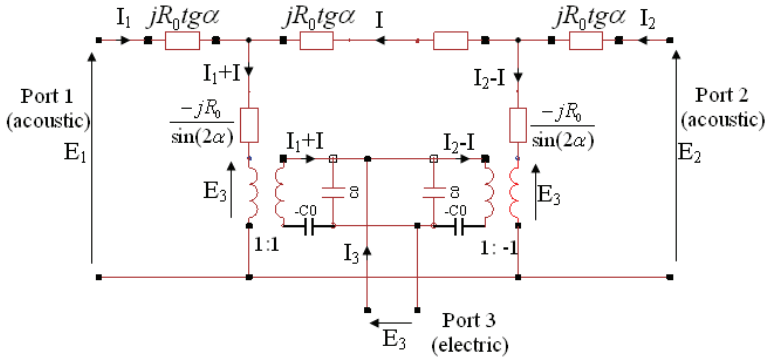 I₁ jR₀tgα jR₀tgα I jR₀tgα I₂
I₁+I I₂-I
Port 1
(acoustic)
E₁
-jR₀
sin(2α)
-jR₀
sin(2α)
Port 2
(acoustic)
E₂
I₁+I I₂-I
E₃ E₃
-C0 -C0
1:1 I₃ 1: -1
E₃
Port 3
(electric)